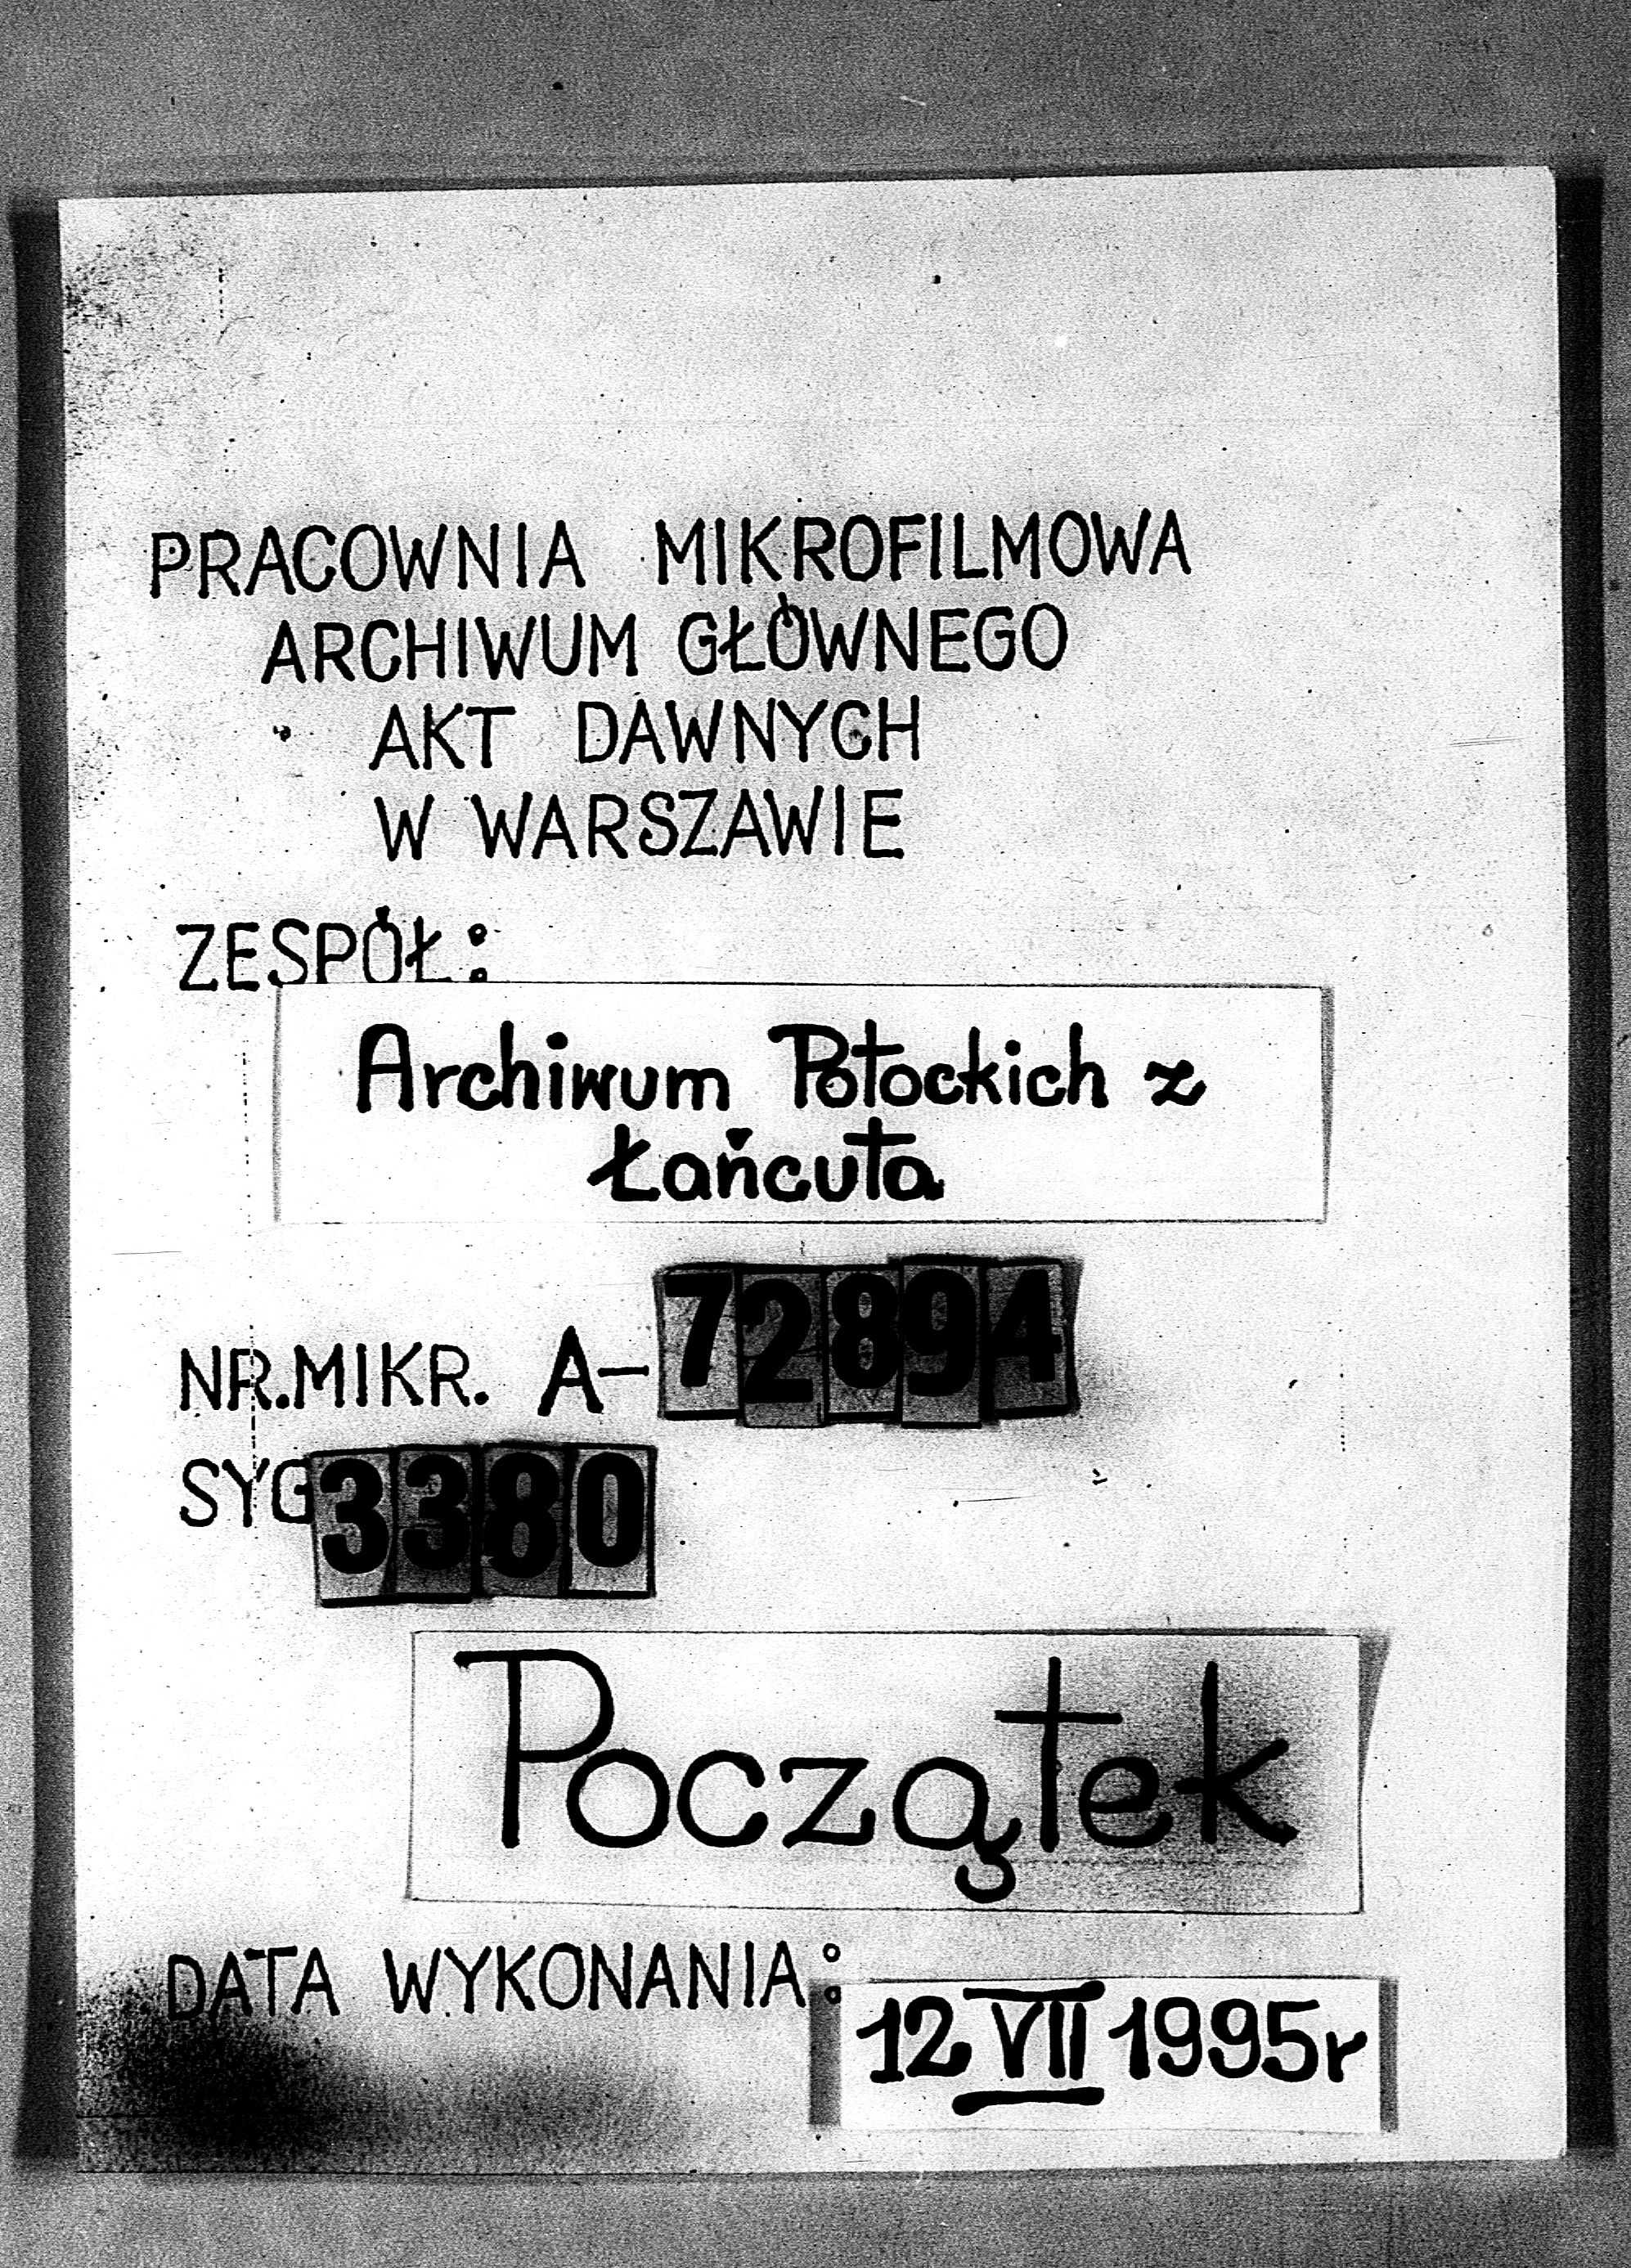 PRACOWNIA MIKROFILMOWA
ARCHIWUM GŁÓWNEGO
AKT DAWNYCH
W WARSZAWIE
ZESPÓŁ:
Archiwum Potockich z
Łańcuta
NR.MIKR. A-72894
SYG 3380
Początek
DATA WYKONANIA: 12 VII 1995r